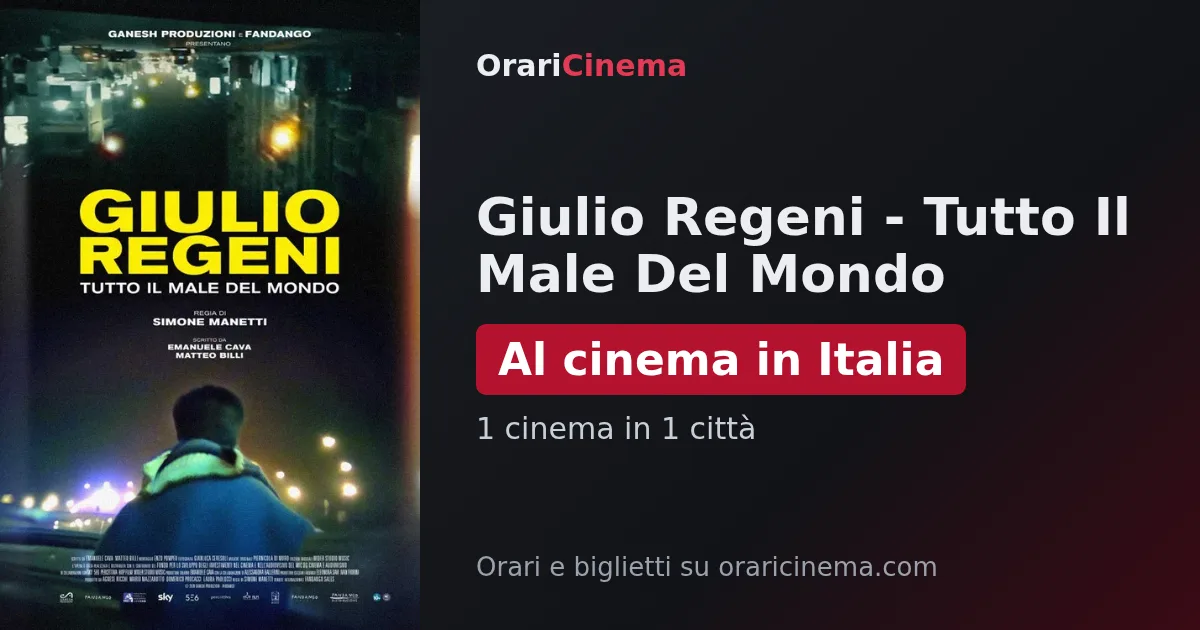 GANESH PRODUZIONI E FANDANGO
PRESENTANO
GIULIO
REGENI
TUTTO IL MALE DEL MONDO
REGIA DI
SIMONE MANETTI
SCRITTO DA
EMANUELE CAVA
MATTEO BILLI
sky
OrariCinema
Giulio Regeni - Tutto Il
Male Del Mondo
Al cinema in Italia
1 cinema in 1 città
Orari e biglietti su oraricinema.com